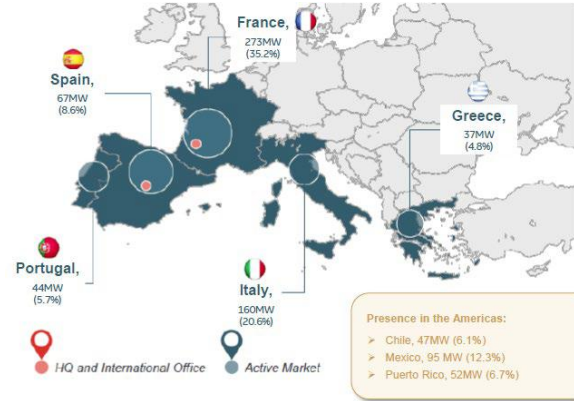 France,
273MW
(35.2%)
Spain,
67MW
(8.6%)
Greece,
37MW
(4.8%)
Portugal,
44MW
(5.7%)
Italy,
160MW
(20.6%)
HQ and International Office
Active Market
Presence in the Americas:
Chile, 47MW (6.1%)
Mexico, 95 MW (12.3%)
Puerto Rico, 52MW (6.7%)